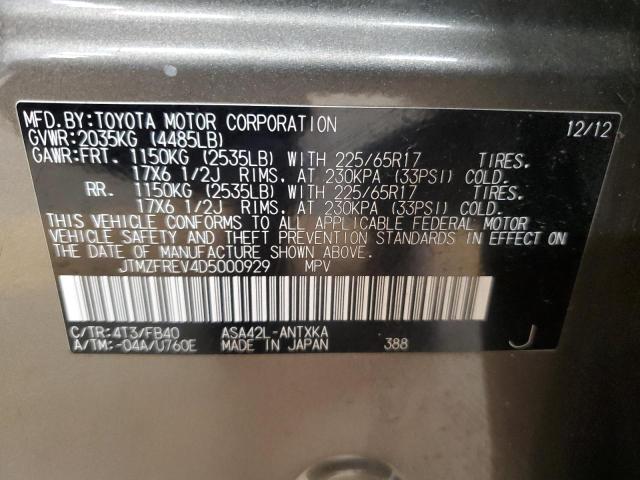 MFD.BY:TOYOTA MOTOR CORPORATION 12/12
GVWR:2035KG (4485LB)
GAWR:FRT. 1150KG (2535LB) WITH 225/65R17 TIRES.
17X6 1/2J RIMS, AT 230KPA (33PSI) COLD.
RR. 1150KG (2535LB) WITH 225/65R17 TIRES.
17X6 1/2J RIMS, AT 230KPA (33PSI) COLD.
THIS VEHICLE CONFORMS TO ALL APPLICABLE FEDERAL MOTOR
VEHICLE SAFETY AND THEFT PREVENTION STANDARDS IN EFFECT ON
THE DATE OF MANUFACTURE SHOWN ABOVE.
JTMZFREV4D5000929 MPV
C/TR:4T3/FB40 ASA42L-ANTXKA
A/TM:-04A/U760E MADE IN JAPAN 388 J